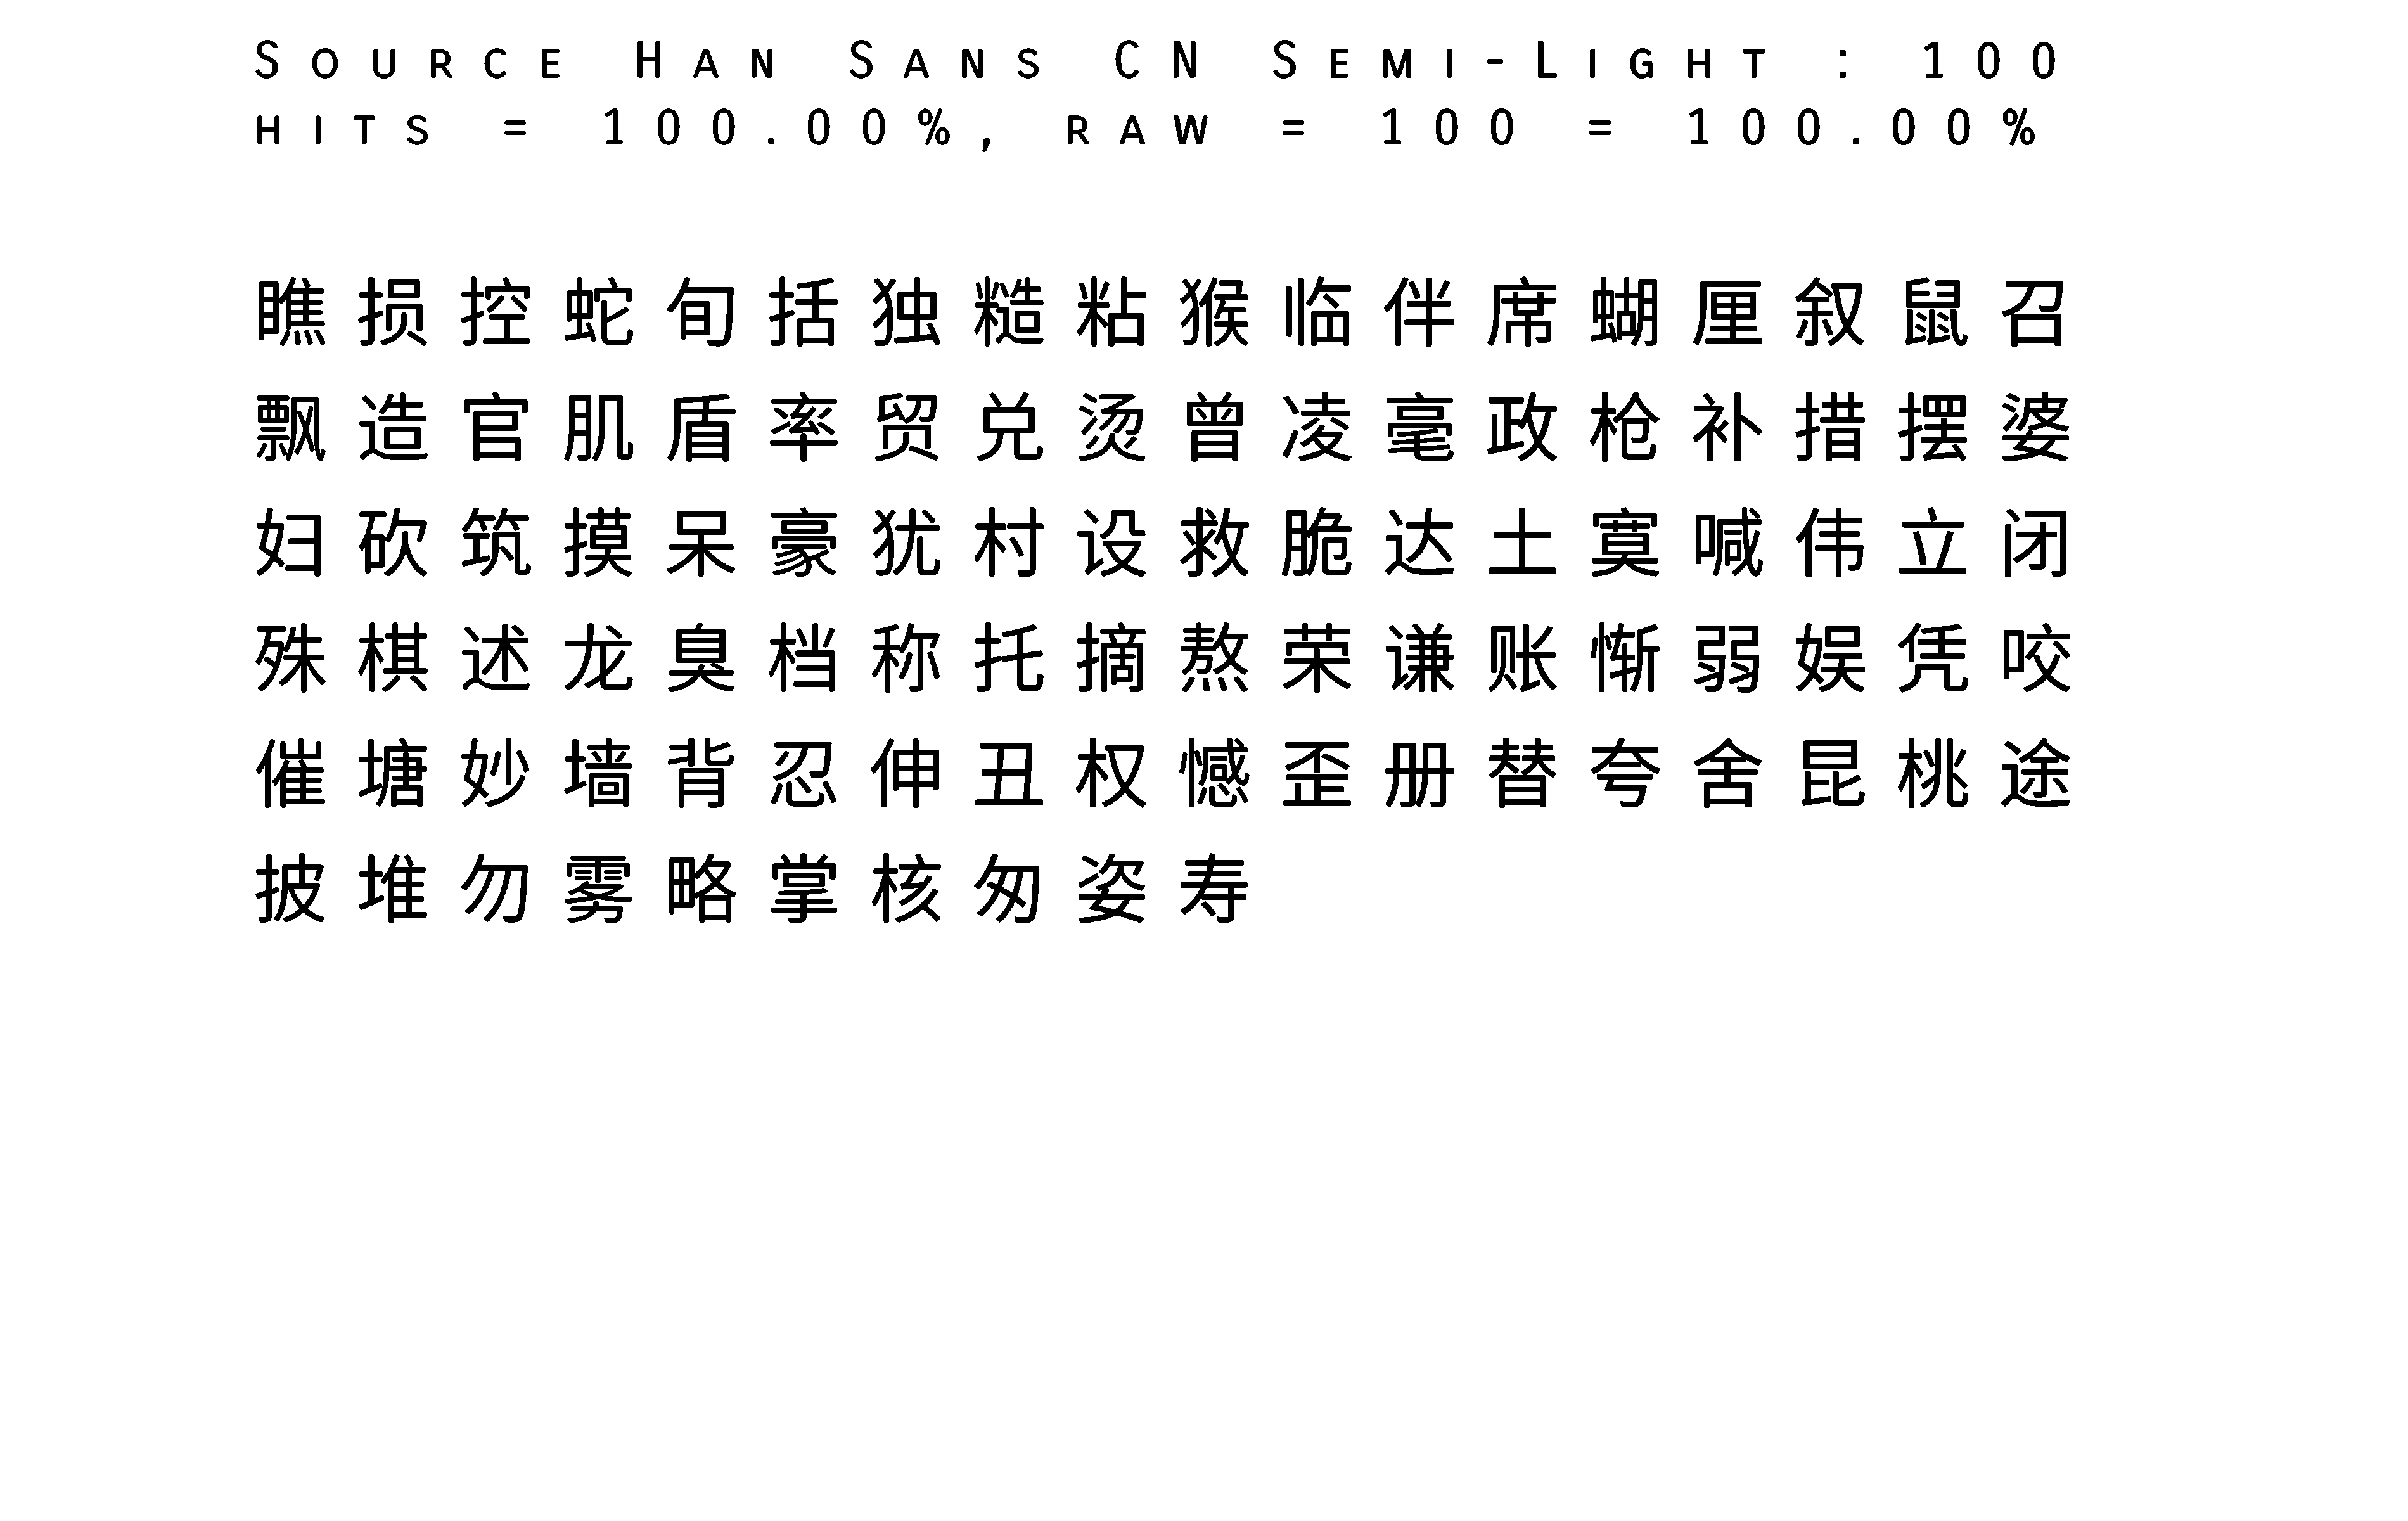 Source Han Sans CN Semi-Light : 100
hits = 100.00%, raw = 100 = 100.00%
瞧损控蛇旬括独糙粘猴临伴席蝴厘叙鼠召
飘造官肌盾率贸兑烫曾凌毫政枪补措摆婆
妇砍筑摸呆豪犹村设救脆达土寞喊伟立闭
殊棋述龙臭档称托摘熬荣谦账惭弱娱凭咬
催塘妙墙背忍伸丑权憾歪册替夸舍昆桃途
披堆勿雾略掌核匆姿寿